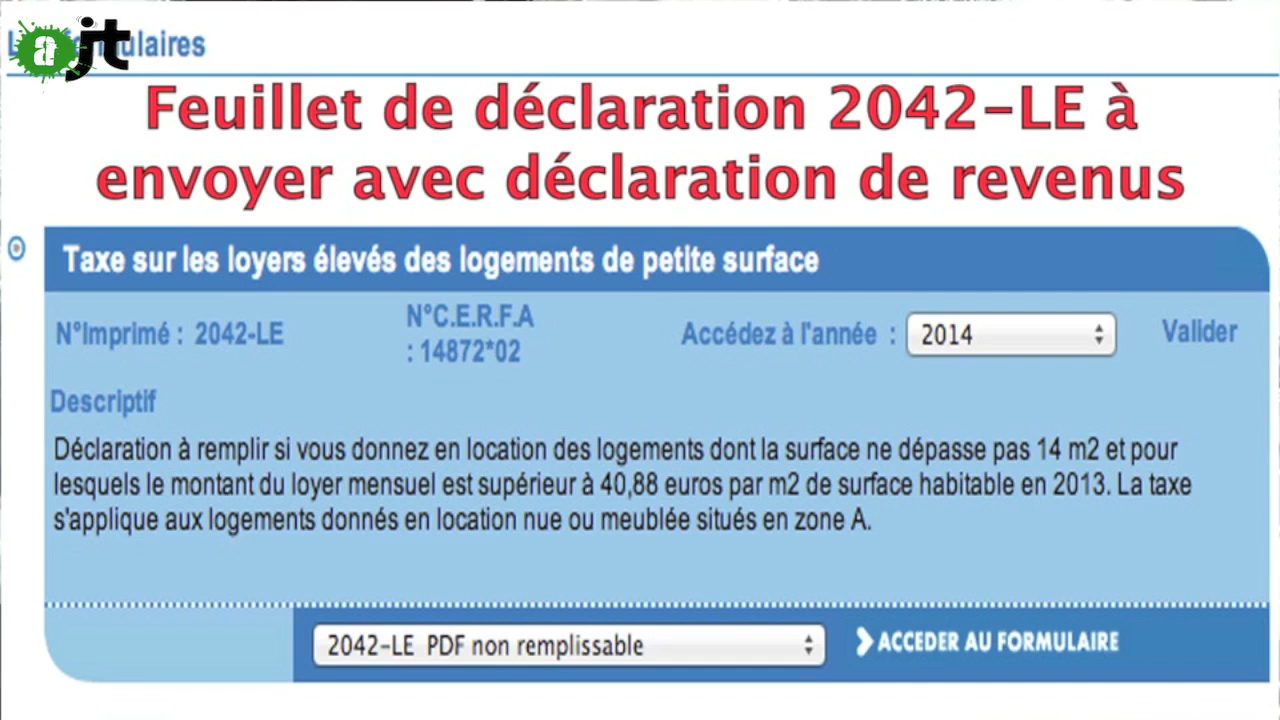 ajt
ulaires
Feuillet de déclaration 2042-LE à
envoyer avec déclaration de revenus
Taxe sur les loyers élevés des logements de petite surface
N°Imprimé : 2042-LE
N°C.E.R.F.A
: 14872*02
Accédez à l'année : 2014 Valider
Descriptif
Déclaration à remplir si vous donnez en location des logements dont la surface ne dépasse pas 14 m2 et pour
lesquels le montant du loyer mensuel est supérieur à 40,88 euros par m2 de surface habitable en 2013. La taxe
s'applique aux logements donnés en location nue ou meublée situés en zone A.
2042-LE PDF non remplissable
ACCEDER AU FORMULAIRE